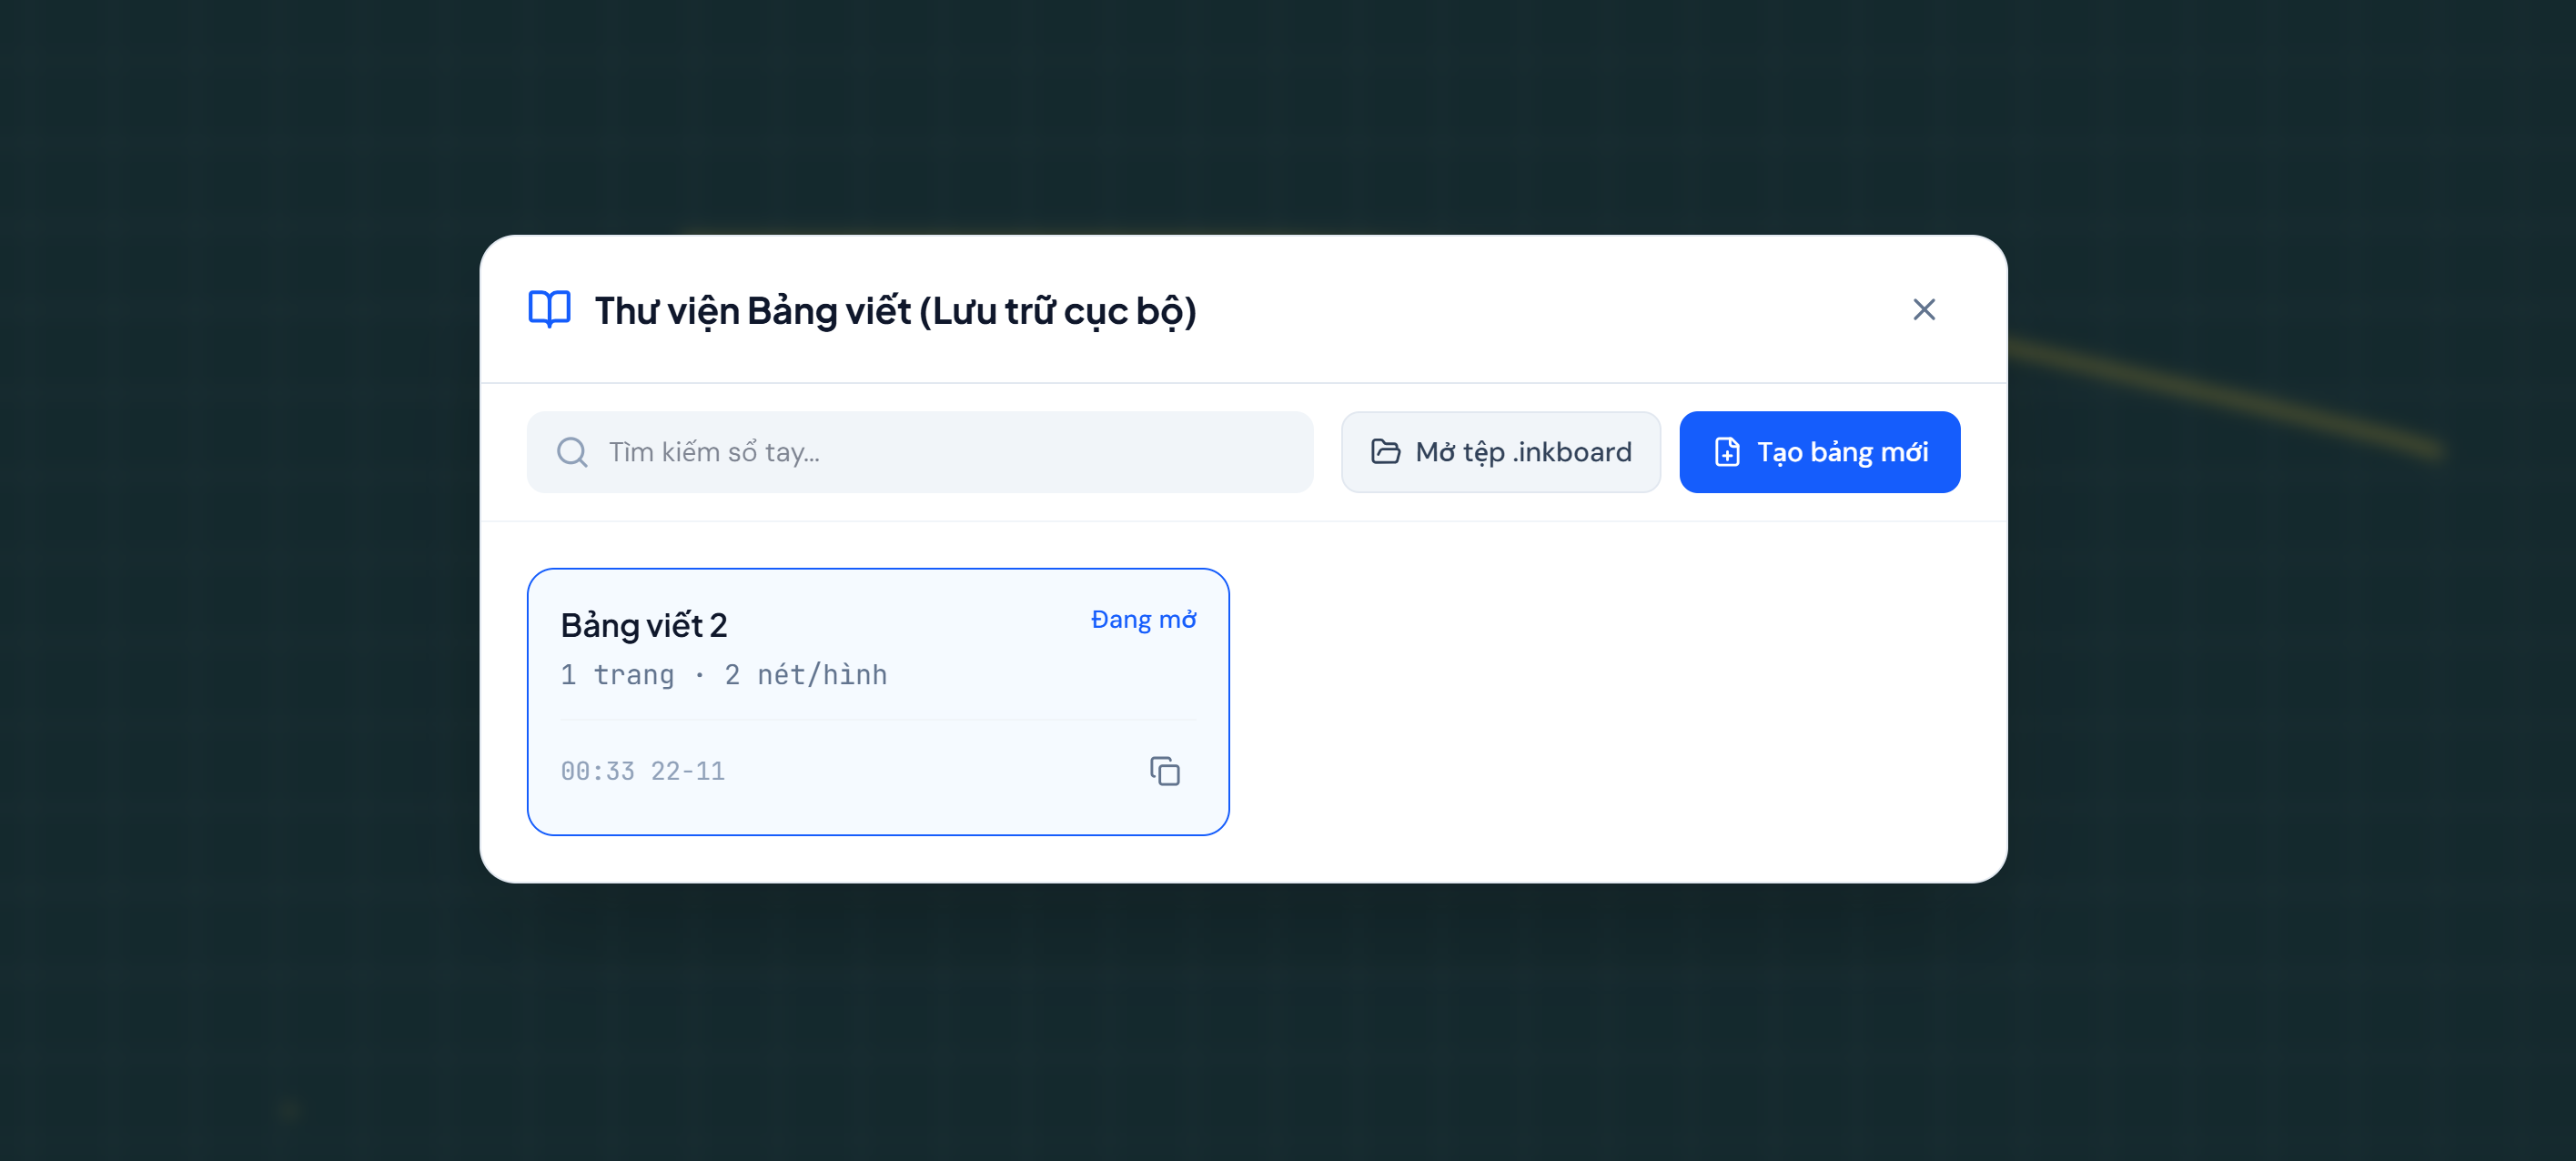 Thư viện Bảng viết (Lưu trữ cục bộ)
Tìm kiếm sổ tay...
Mở tệp .inkboard
Tạo bảng mới
Bảng viết 2
Đang mở
1 trang · 2 nét/hình
00:33 22-11